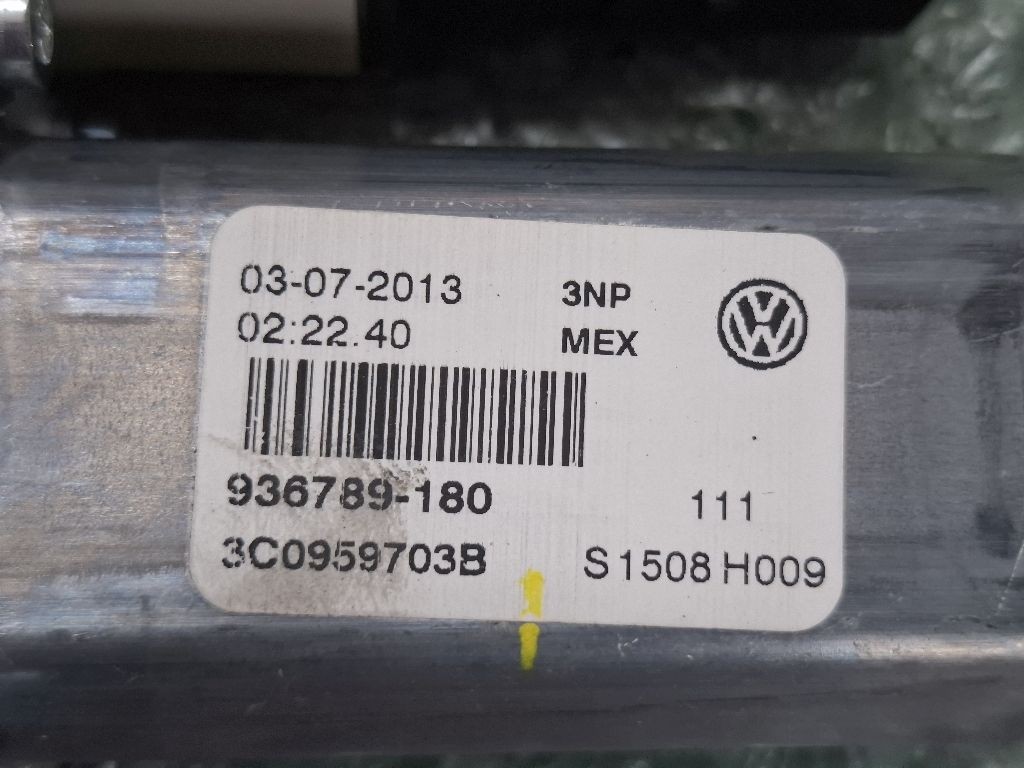 03-07-2013 3NP
02:22.40 MEX
936789-180 111
3C0959703B S1508 H009